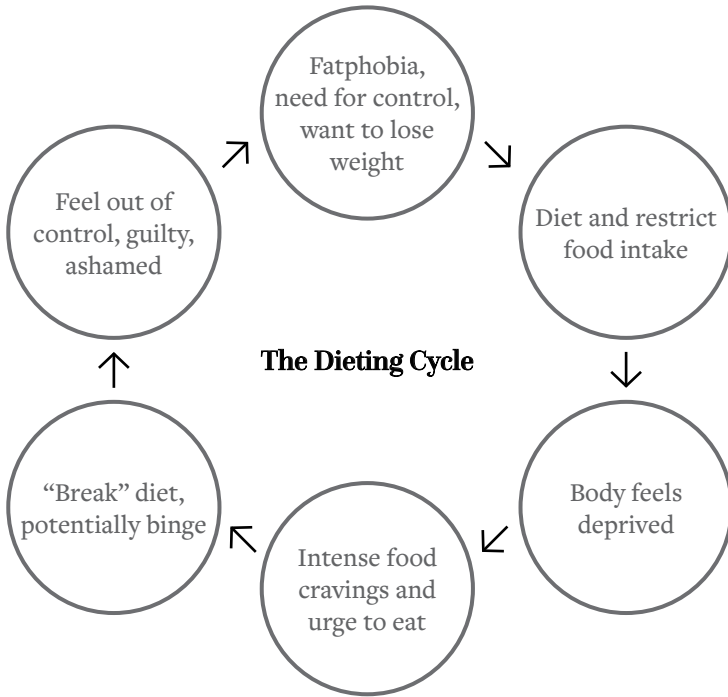 Fatphobia,
need for control,
want to lose
weight
Diet and restrict
food intake
Body feels
deprived
Intense food
cravings and
urge to eat
“Break” diet,
potentially binge
Feel out of
control, guilty,
ashamed
The Dieting Cycle